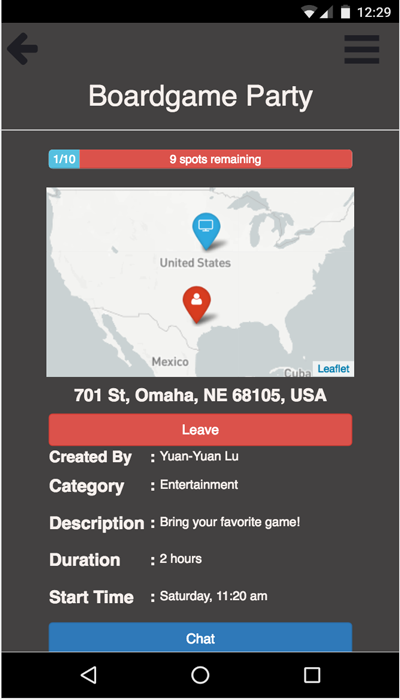 12:29
Boardgame Party
1/10 9 spots remaining
United States
Mexico
Cuba
Leaflet
701 St, Omaha, NE 68105, USA
Leave
Created By : Yuan-Yuan Lu
Category : Entertainment
Description : Bring your favorite game!
Duration : 2 hours
Start Time : Saturday, 11:20 am
Chat